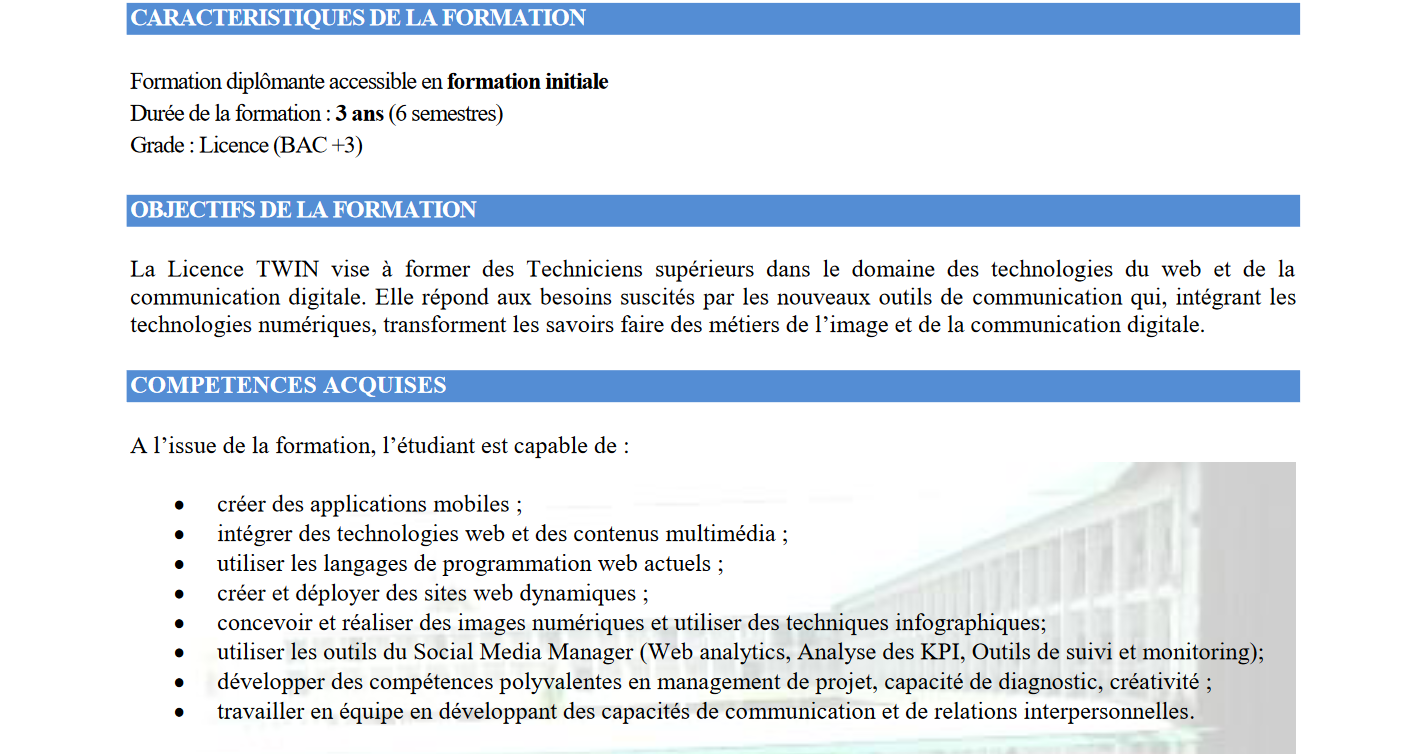 CARACTERISTIQUES DE LA FORMATION
Formation diplômante accessible en formation initiale
Durée de la formation : 3 ans (6 semestres)
Grade : Licence (BAC +3)
OBJECTIFS DE LA FORMATION
La Licence TWIN vise à former des Techniciens supérieurs dans le domaine des technologies du web et de la
communication digitale. Elle répond aux besoins suscités par les nouveaux outils de communication qui, intégrant les
technologies numériques, transforment les savoirs faire des métiers de l’image et de la communication digitale.
COMPETENCES ACQUISES
A l’issue de la formation, l’étudiant est capable de :
• créer des applications mobiles ;
• intégrer des technologies web et des contenus multimédia ;
• utiliser les langages de programmation web actuels ;
• créer et déployer des sites web dynamiques ;
• concevoir et réaliser des images numériques et utiliser des techniques infographiques;
• utiliser les outils du Social Media Manager (Web analytics, Analyse des KPI, Outils de suivi et monitoring);
• développer des compétences polyvalentes en management de projet, capacité de diagnostic, créativité ;
• travailler en équipe en développant des capacités de communication et de relations interpersonnelles.